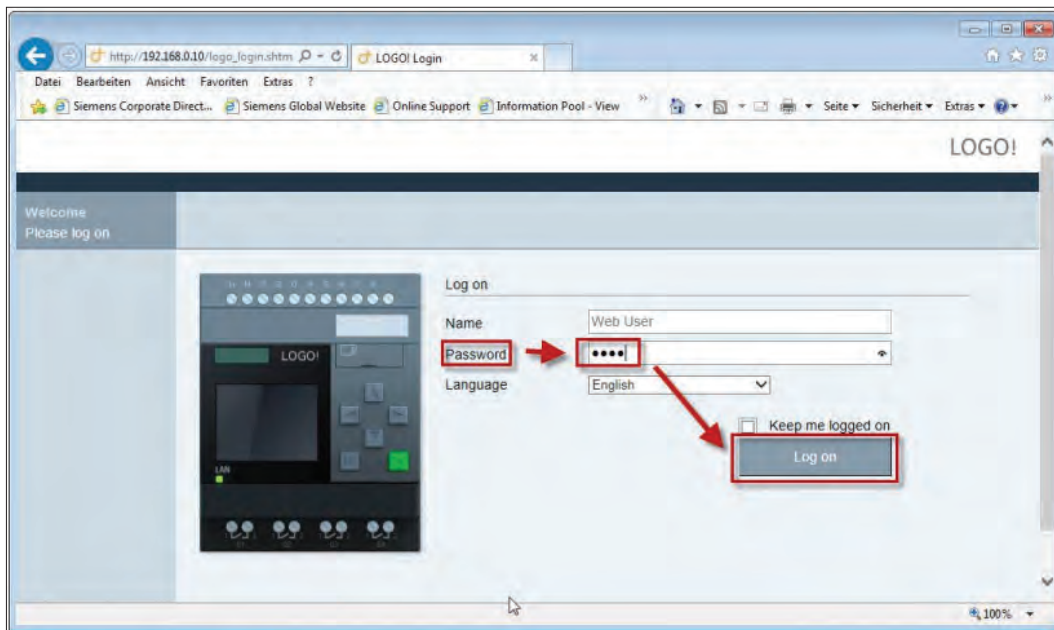 http://192.168.0.10/logo_login.shtm
LOGO! Login
Datei Bearbeiten Ansicht Favoriten Extras ?
Siemens Corporate Direct... Siemens Global Website Online Support Information Pool - View Seite Sicherheit Extras
LOGO!
Welcome
Please log on
Log on
Name Web User
Password ••••
Language English
Keep me logged on
Log on
LOGO!
LAN
100%